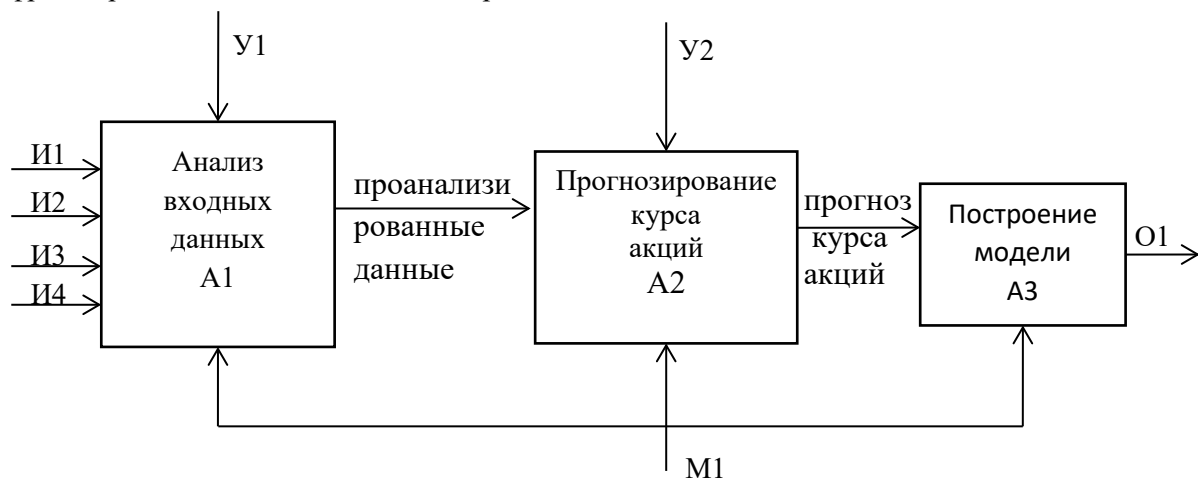 У1
У2
И1
И2
И3
И4
Анализ
входных
данных
А1
проанализи
рованные
данные
Прогнозирование
курса
акций
А2
прогноз
курса
акций
Построение
модели
А3
О1
М1